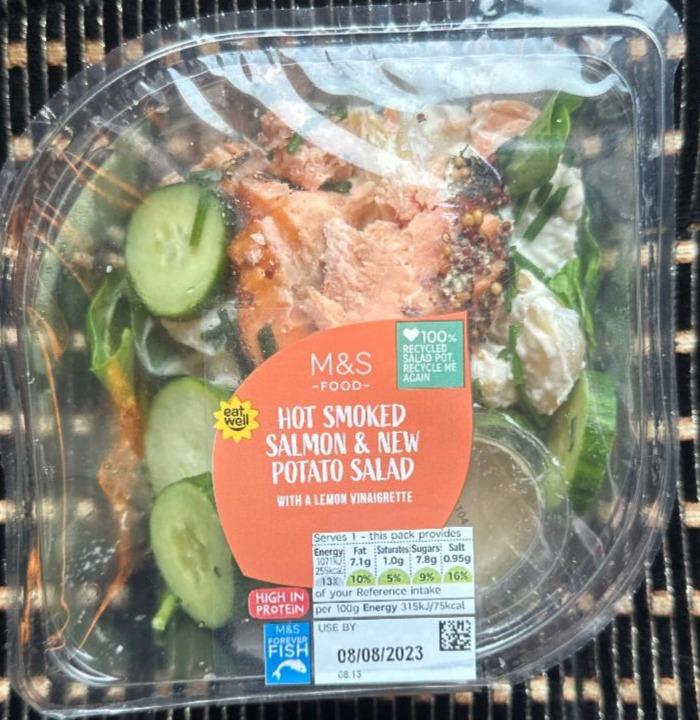 100%
RECYCLED
SALAD POT.
RECYCLE ME
AGAIN
M&S
-FOOD-
eat
well
HOT SMOKED
SALMON & NEW
POTATO SALAD
WITH A LEMON VINAIGRETTE
104
Serves 1 - this pack provides
Energy Fat Saturates Sugars Salt
1071kJ 7.1g 1.0g 7.8g 0.95g
255kcal
13% 10% 5% 9% 16%
of your Reference intake
per 100g Energy 315kJ/75kcal
HIGH IN
PROTEIN
M&S
FOREVER
FISH
USE BY
08/08/2023
08.13